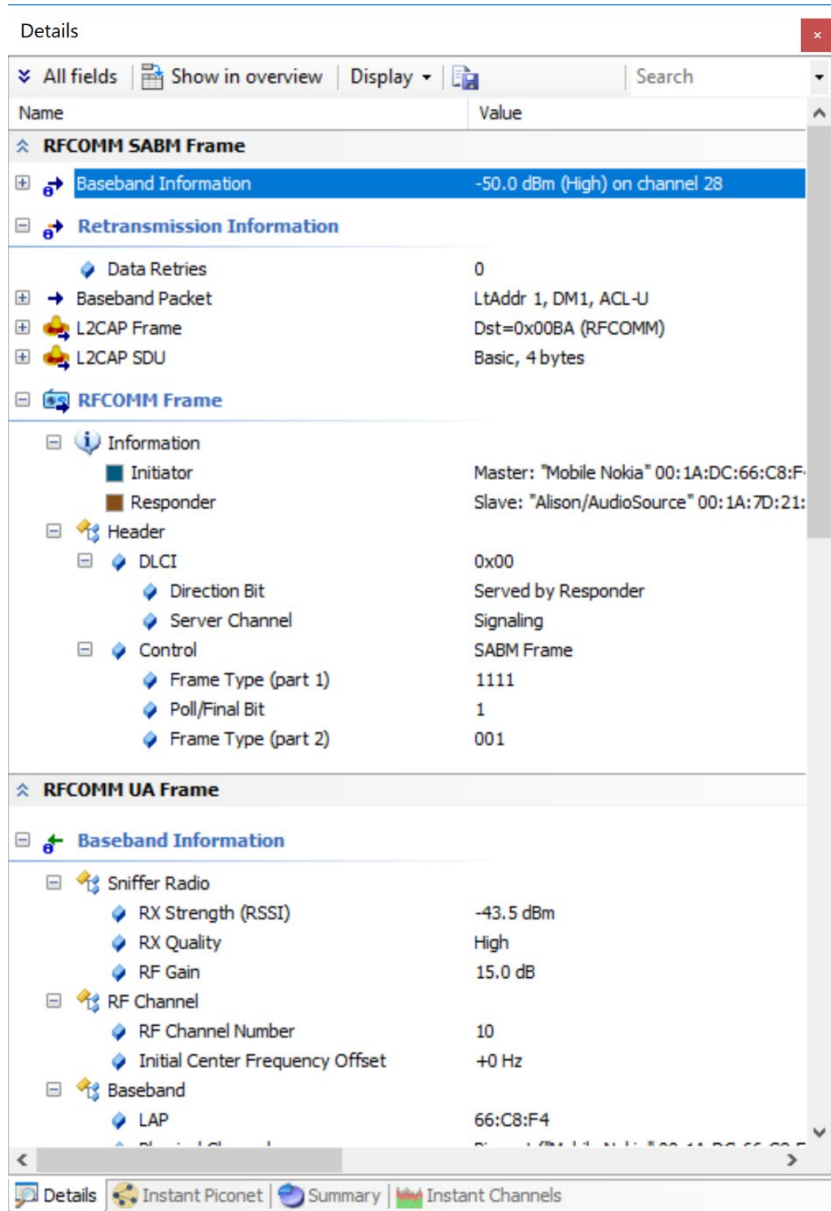 Details
All fields Show in overview Display Search
Name Value
RFCOMM SABM Frame
Baseband Information -50.0 dBm (High) on channel 28
Retransmission Information
Data Retries 0
Baseband Packet LtAddr 1, DM1, ACL-U
L2CAP Frame Dst=0x00BA (RFCOMM)
L2CAP SDU Basic, 4 bytes
RFCOMM Frame
Information
Initiator Master: "Mobile Nokia" 00:1A:DC:66:C8:F
Responder Slave: "Alison/AudioSource" 00:1A:7D:21:
Header
DLCI 0x00
Direction Bit Served by Responder
Server Channel Signaling
Control SABM Frame
Frame Type (part 1) 1111
Poll/Final Bit 1
Frame Type (part 2) 001
RFCOMM UA Frame
Baseband Information
Sniffer Radio
RX Strength (RSSI) -43.5 dBm
RX Quality High
RF Gain 15.0 dB
RF Channel
RF Channel Number 10
Initial Center Frequency Offset +0 Hz
Baseband
LAP 66:C8:F4
Details Instant Piconet Summary Instant Channels